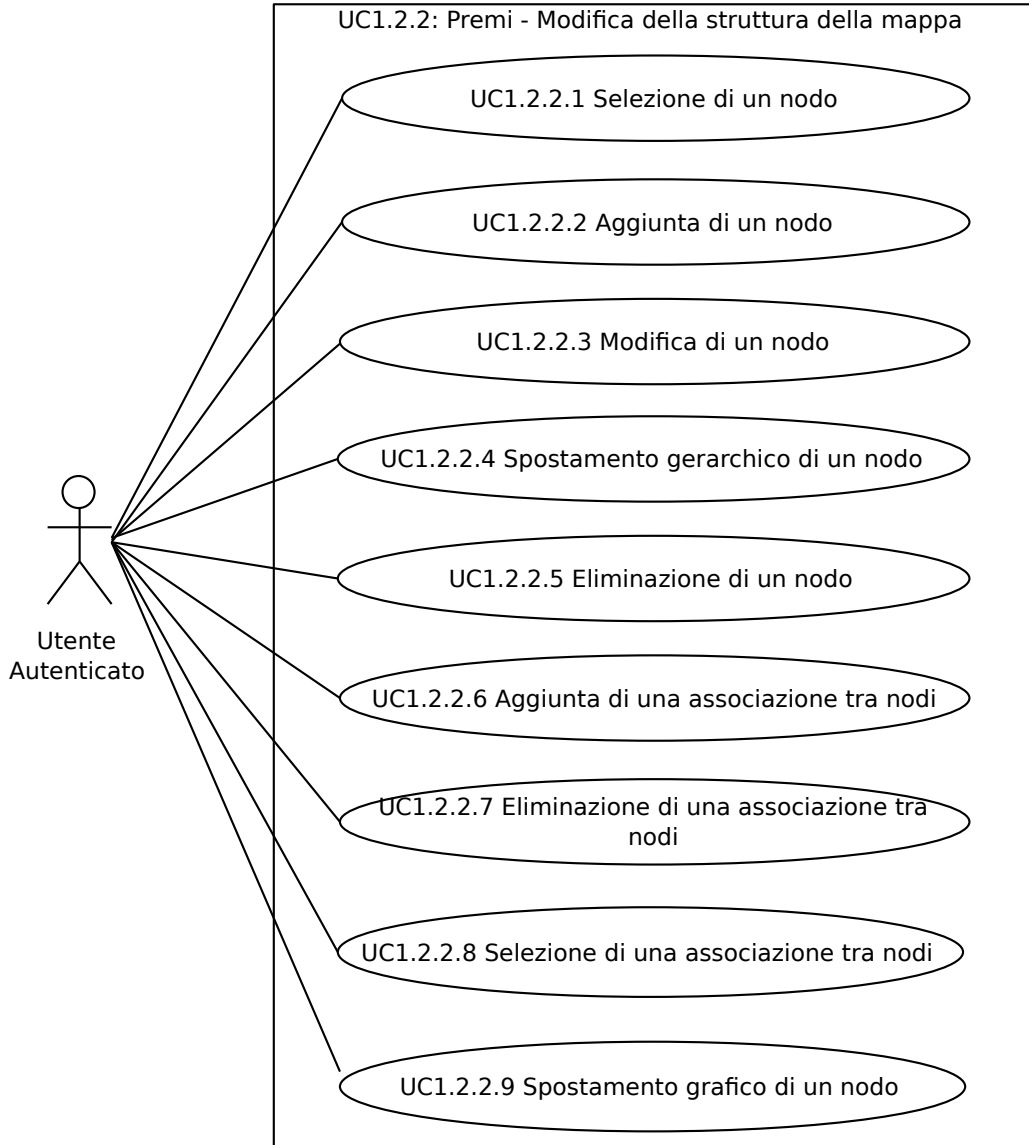 UC1.2.2: Premi - Modifica della struttura della mappa
UC1.2.2.1 Selezione di un nodo
UC1.2.2.2 Aggiunta di un nodo
UC1.2.2.3 Modifica di un nodo
UC1.2.2.4 Spostamento gerarchico di un nodo
UC1.2.2.5 Eliminazione di un nodo
Utente
Autenticato
UC1.2.2.6 Aggiunta di una associazione tra nodi
UC1.2.2.7 Eliminazione di una associazione tra
nodi
UC1.2.2.8 Selezione di una associazione tra nodi
UC1.2.2.9 Spostamento grafico di un nodo